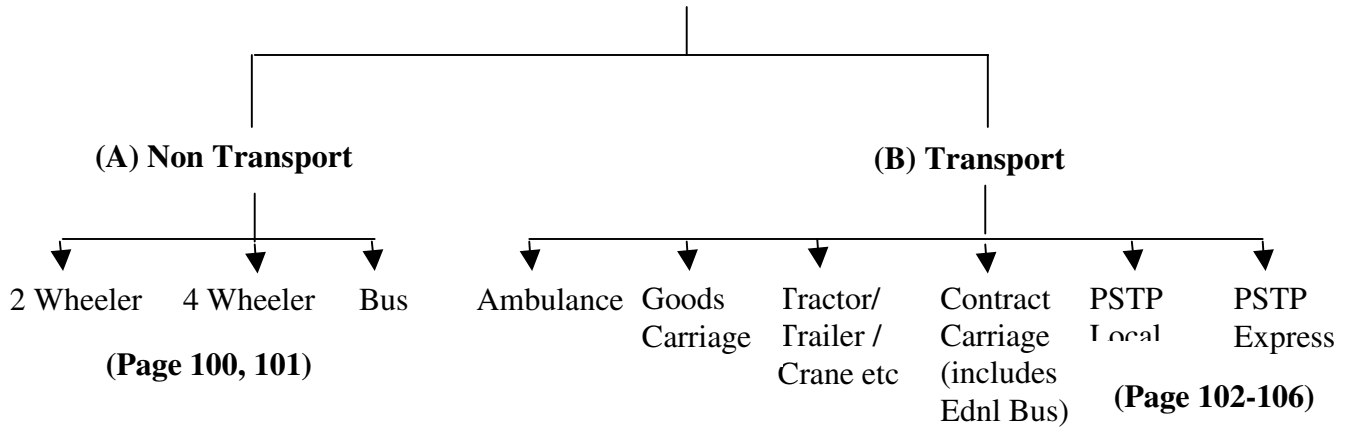 (A) Non Transport
(B) Transport
2 Wheeler
4 Wheeler
Bus
(Page 100, 101)
Ambulance
Goods
Carriage
Tractor/
Trailer /
Crane etc
Contract
Carriage
(includes
Ednl Bus)
PSTP
Local
PSTP
Express
(Page 102-106)